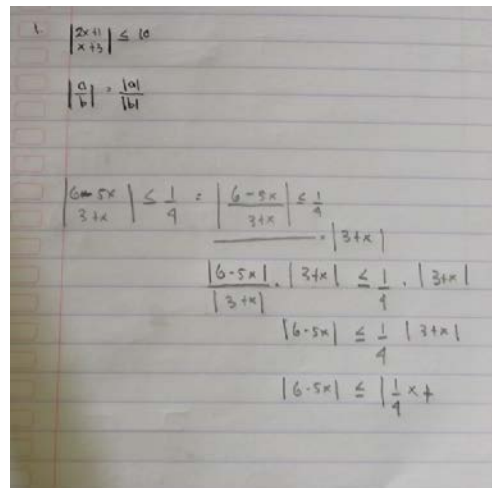 1. |2x+1 / x+3| ≤ 10
|a/b| = |a|/|b|
|6-5x / 3+x| ≤ 1/4 = |6-5x / 3+x| ≤ 1/4
· |3+x|
|6-5x| / |3+x| · |3+x| ≤ 1/4 · |3+x|
|6-5x| ≤ 1/4 |3+x|
|6-5x| ≤ |1/4 x +